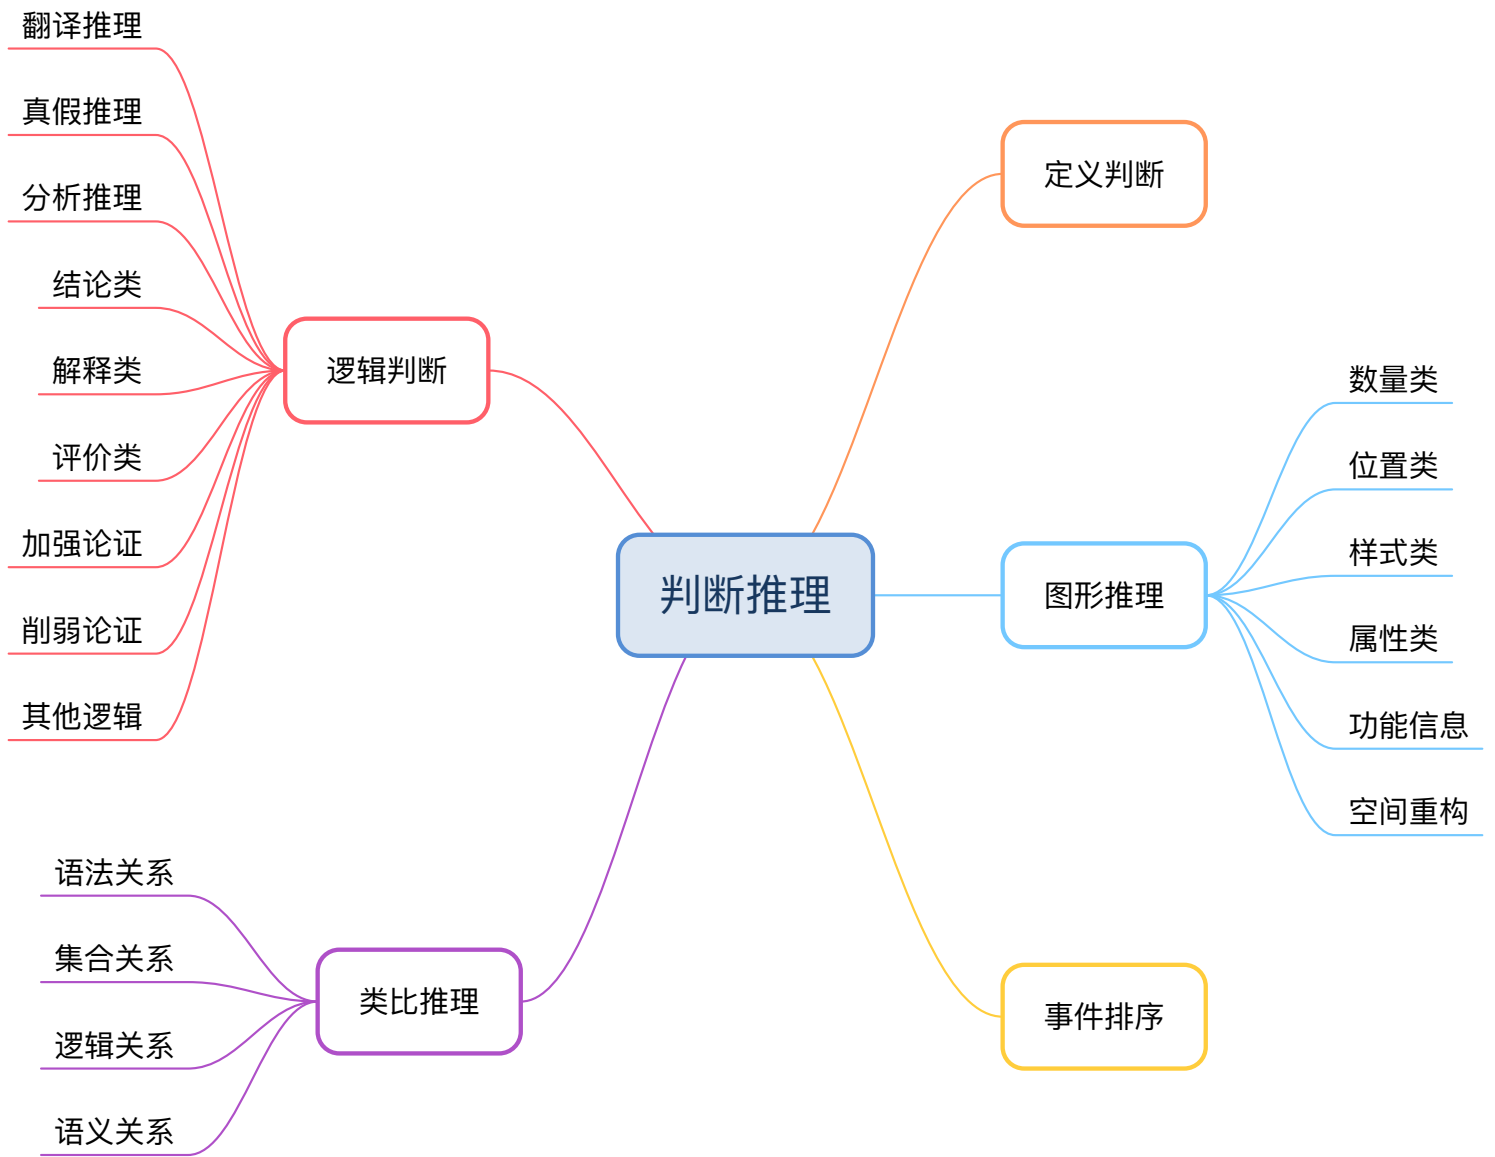 判断推理
定义判断
图形推理
数量类
位置类
样式类
属性类
功能信息
空间重构
事件排序
逻辑判断
翻译推理
真假推理
分析推理
结论类
解释类
评价类
加强论证
削弱论证
其他逻辑
类比推理
语法关系
集合关系
逻辑关系
语义关系